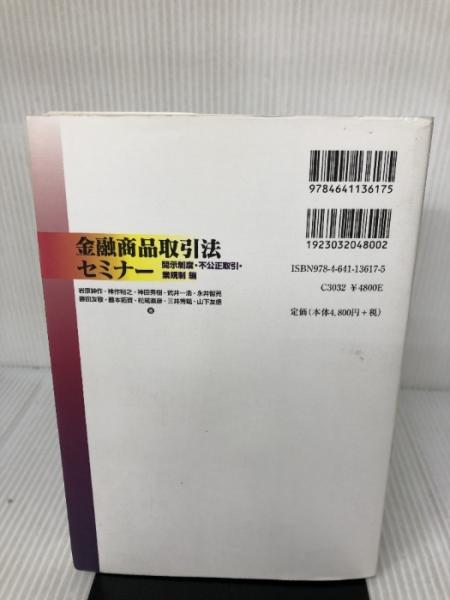 9784641136175
1923032048002
ISBN978-4-641-13617-5
C3032 ¥4800E
定価(本体4,800円+税)
金融商品取引法
セミナー 開示制度・不公正取引・
業規制 編
岩原紳作・神作裕之・神田秀樹・武井一浩・永井智亮
藤田友敬・藤本拓資・松尾直彦・三井秀範・山下友信